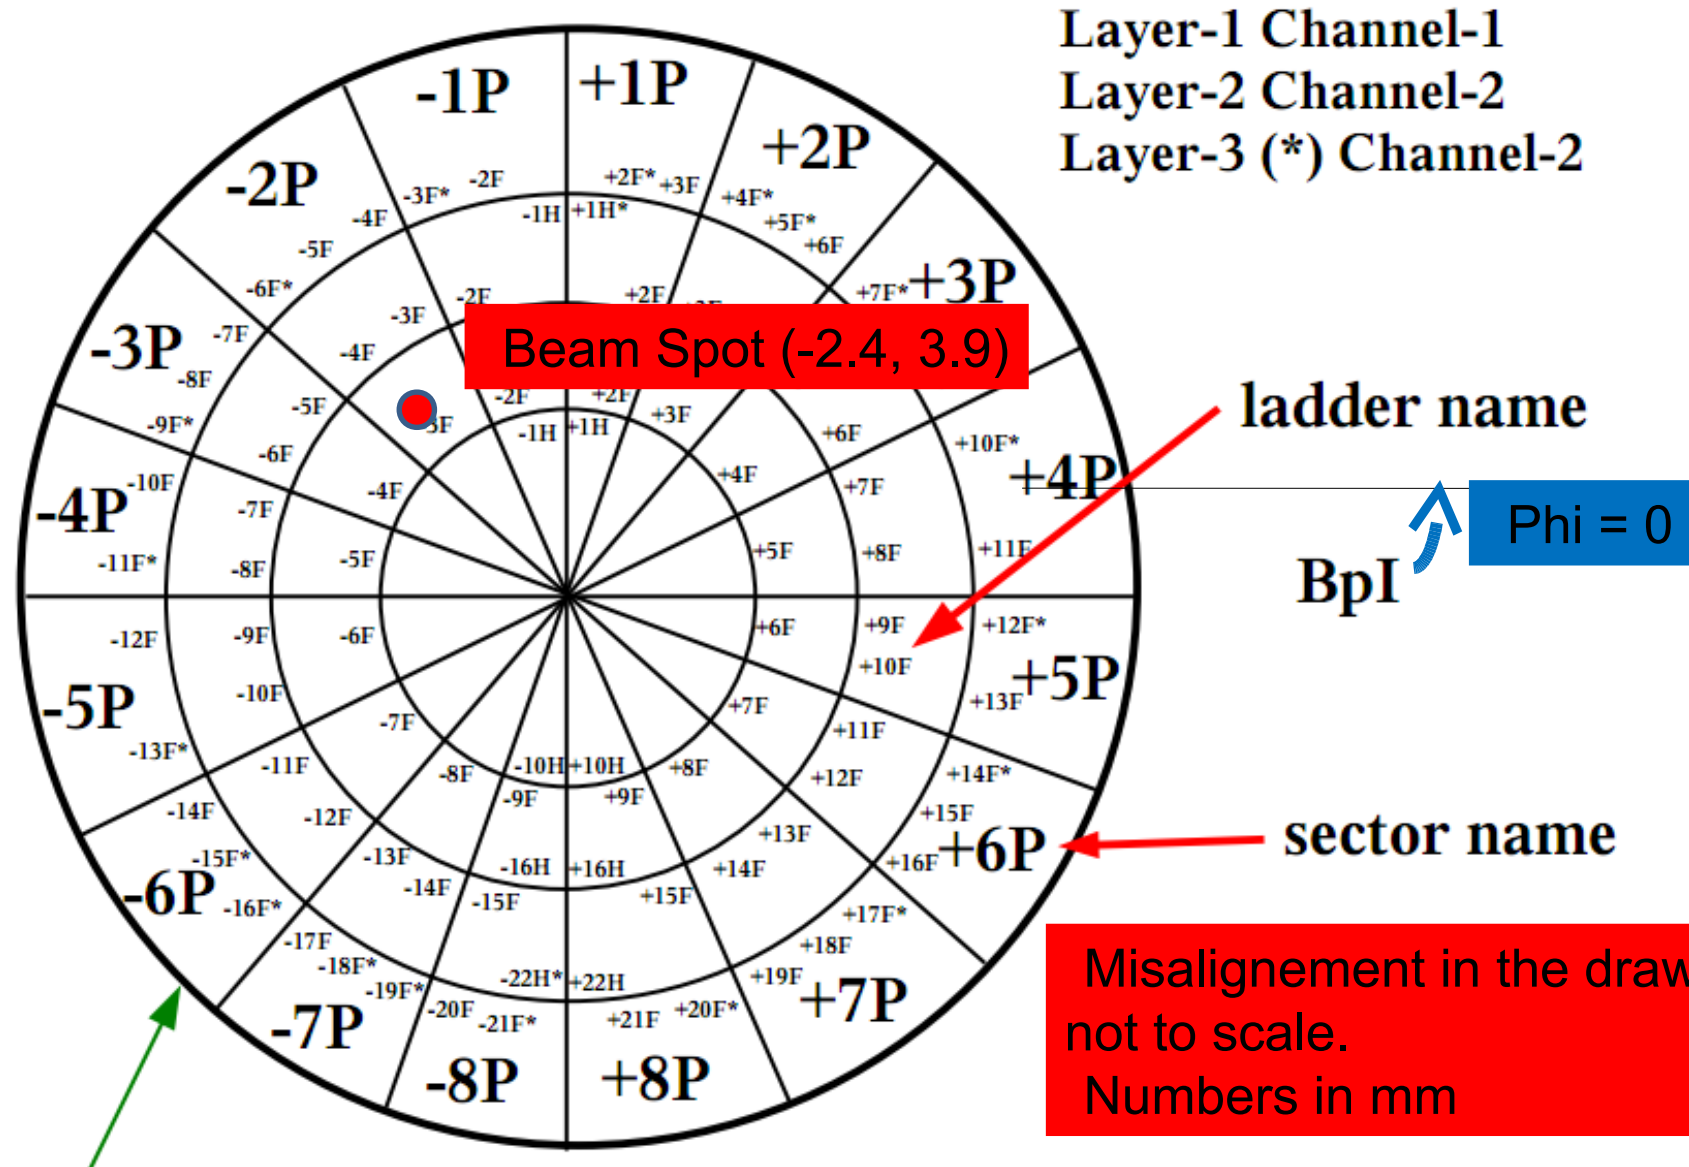 Layer-1 Channel-1
Layer-2 Channel-2
Layer-3 (*) Channel-2
-1P +1P
-2P +2P
-3F* -2F +2F* +3F
-4F +4F*
-1H +1H* +5F*
-5F +6F
-6F* +7F* +3P
-3P -7F -3F -2F +2F
-4F Beam Spot (-2.4, 3.9)
-8F
-5F -2F +2F
-9F* -1H +1H +3F +6F +10F* ladder name
-6F
-4P -10F -4F +4F +7F +4P
-7F Phi = 0
-11F* -8F -5F +5F +8F +11F
BpI
-12F -9F -6F +6F +9F +12F*
+10F
-5P -10F +5P
-7F +7F +13F
-13F* -11F +11F
-8F -10H +10H +8F +12F +14F*
-14F -12F -9F +9F +15F
-13F +13F sector name
-6P -15F* -16H +16H +14F +16F +6P
-16F* -14F -15F +15F +17F*
-17F +18F
-18F* -22H* +22H +19F
-19F* +7P
-7P -20F -21F* +21F +20F*
-8P +8P
Misalignement in the draw
not to scale.
Numbers in mm